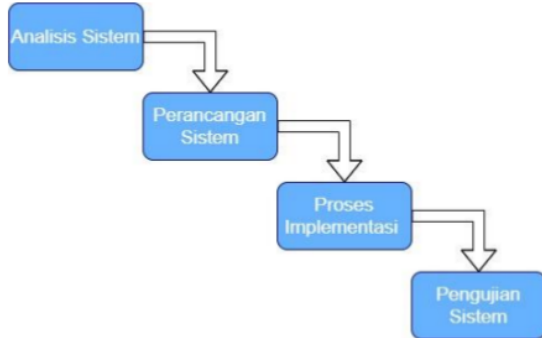 Analisis Sistem
Perancangan
Sistem
Proses
Implementasi
Pengujian
Sistem